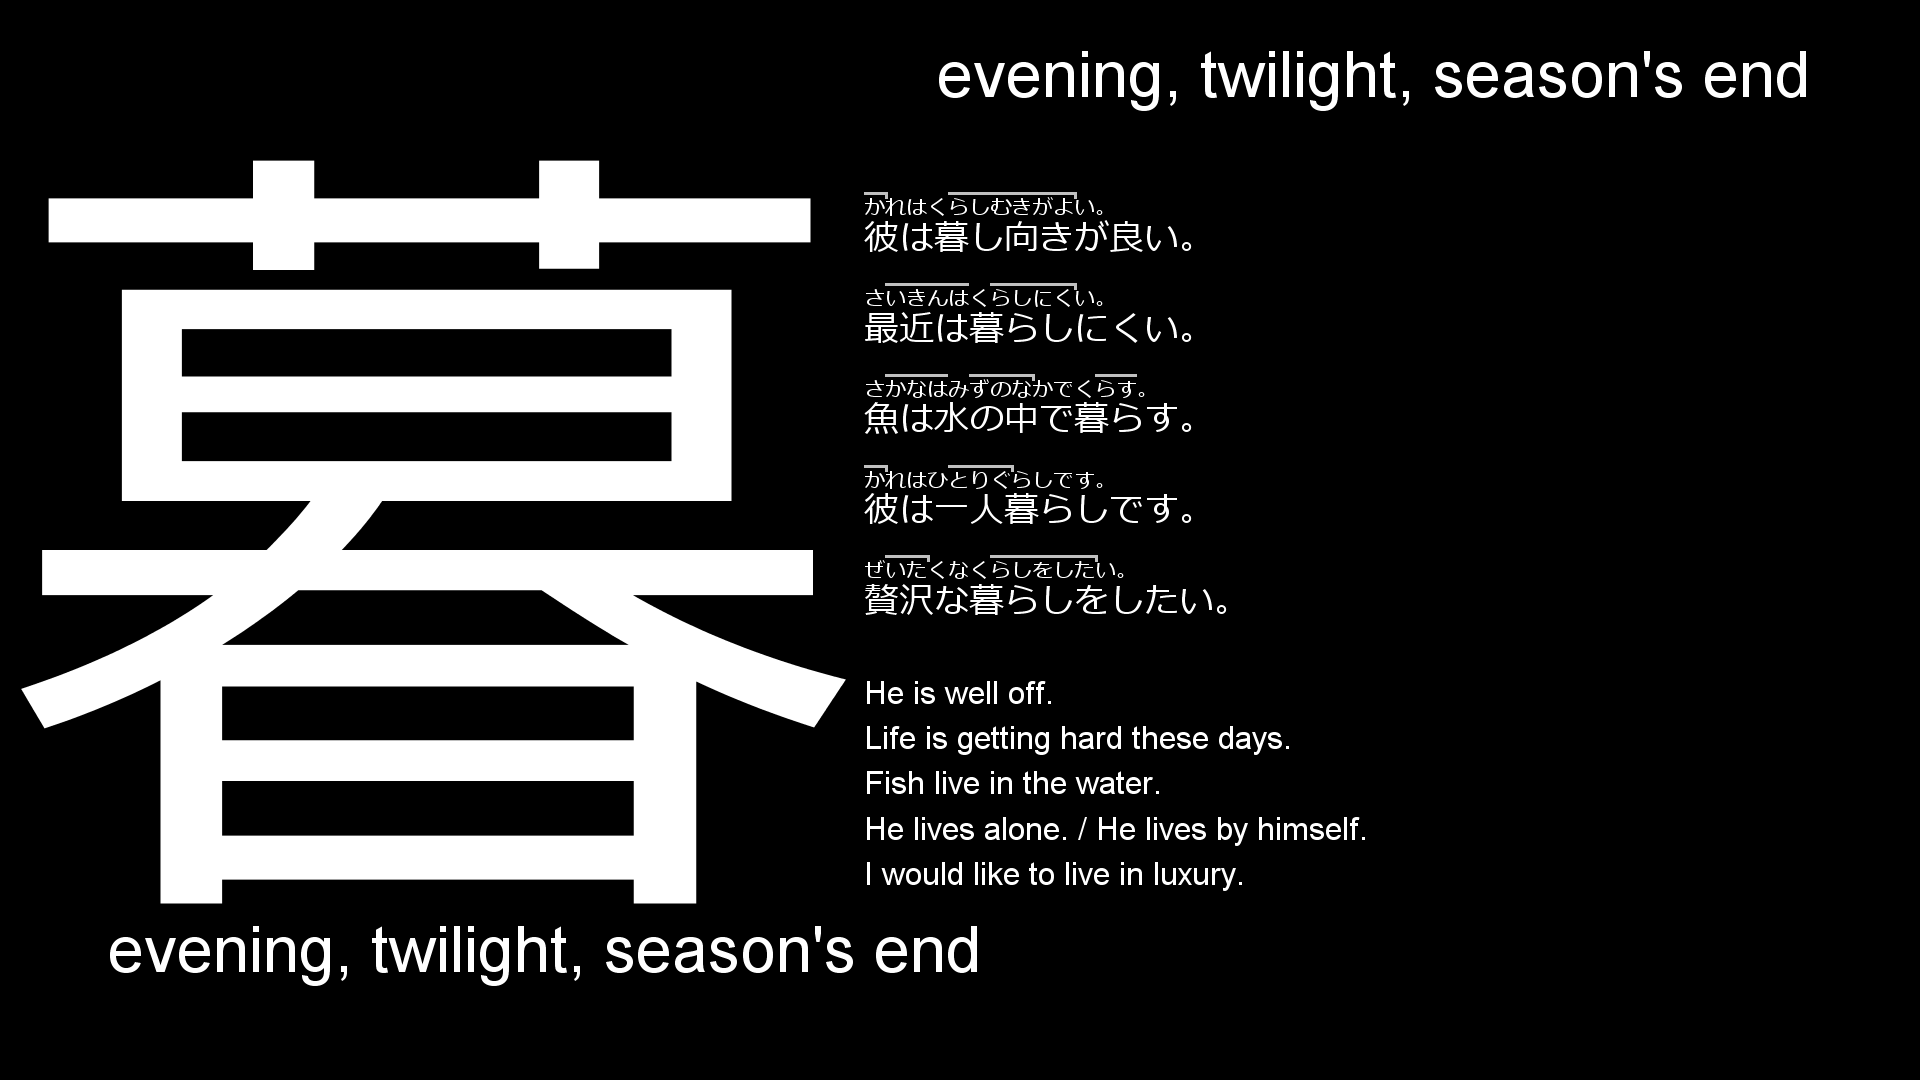 evening, twilight, season's end
暮
かれはくらしむきがよい。
彼は暮し向きが良い。
さいきんはくらしにくい。
最近は暮らしにくい。
さかなはみずのなかでくらす。
魚は水の中で暮らす。
かれはひとりぐらしです。
彼は一人暮らしです。
ぜいたくなくらしをしたい。
贅沢な暮らしをしたい。
He is well off.
Life is getting hard these days.
Fish live in the water.
He lives alone. / He lives by himself.
I would like to live in luxury.
evening, twilight, season's end